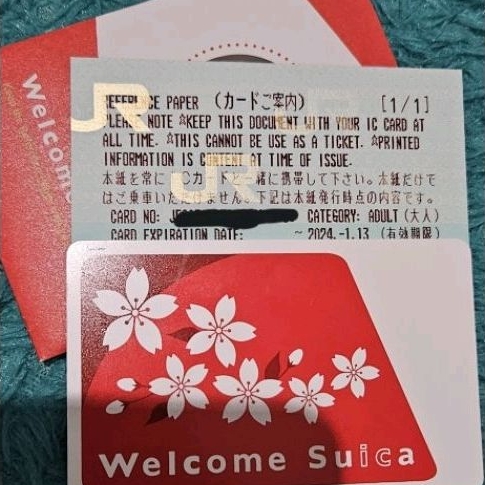 Welcome
JR
REFERENCE PAPER (カードご案内) [1/1]
PLEASE NOTE ☆KEEP THIS DOCUMENT WITH YOUR IC CARD AT
ALL TIME. ☆THIS CANNOT BE USE AS A TICKET. ☆PRINTED
INFORMATION IS CONTENT AT TIME OF ISSUE.
本紙を常にICカードと一緒に携帯して下さい。本紙だけで
はご乗車いただけません。下記は本紙発行時点の内容です。
CARD NO: CATEGORY: ADULT (大人)
CARD EXPIRATION DATE: ~ 2024.-1.13 (有効期限)
Welcome Suica